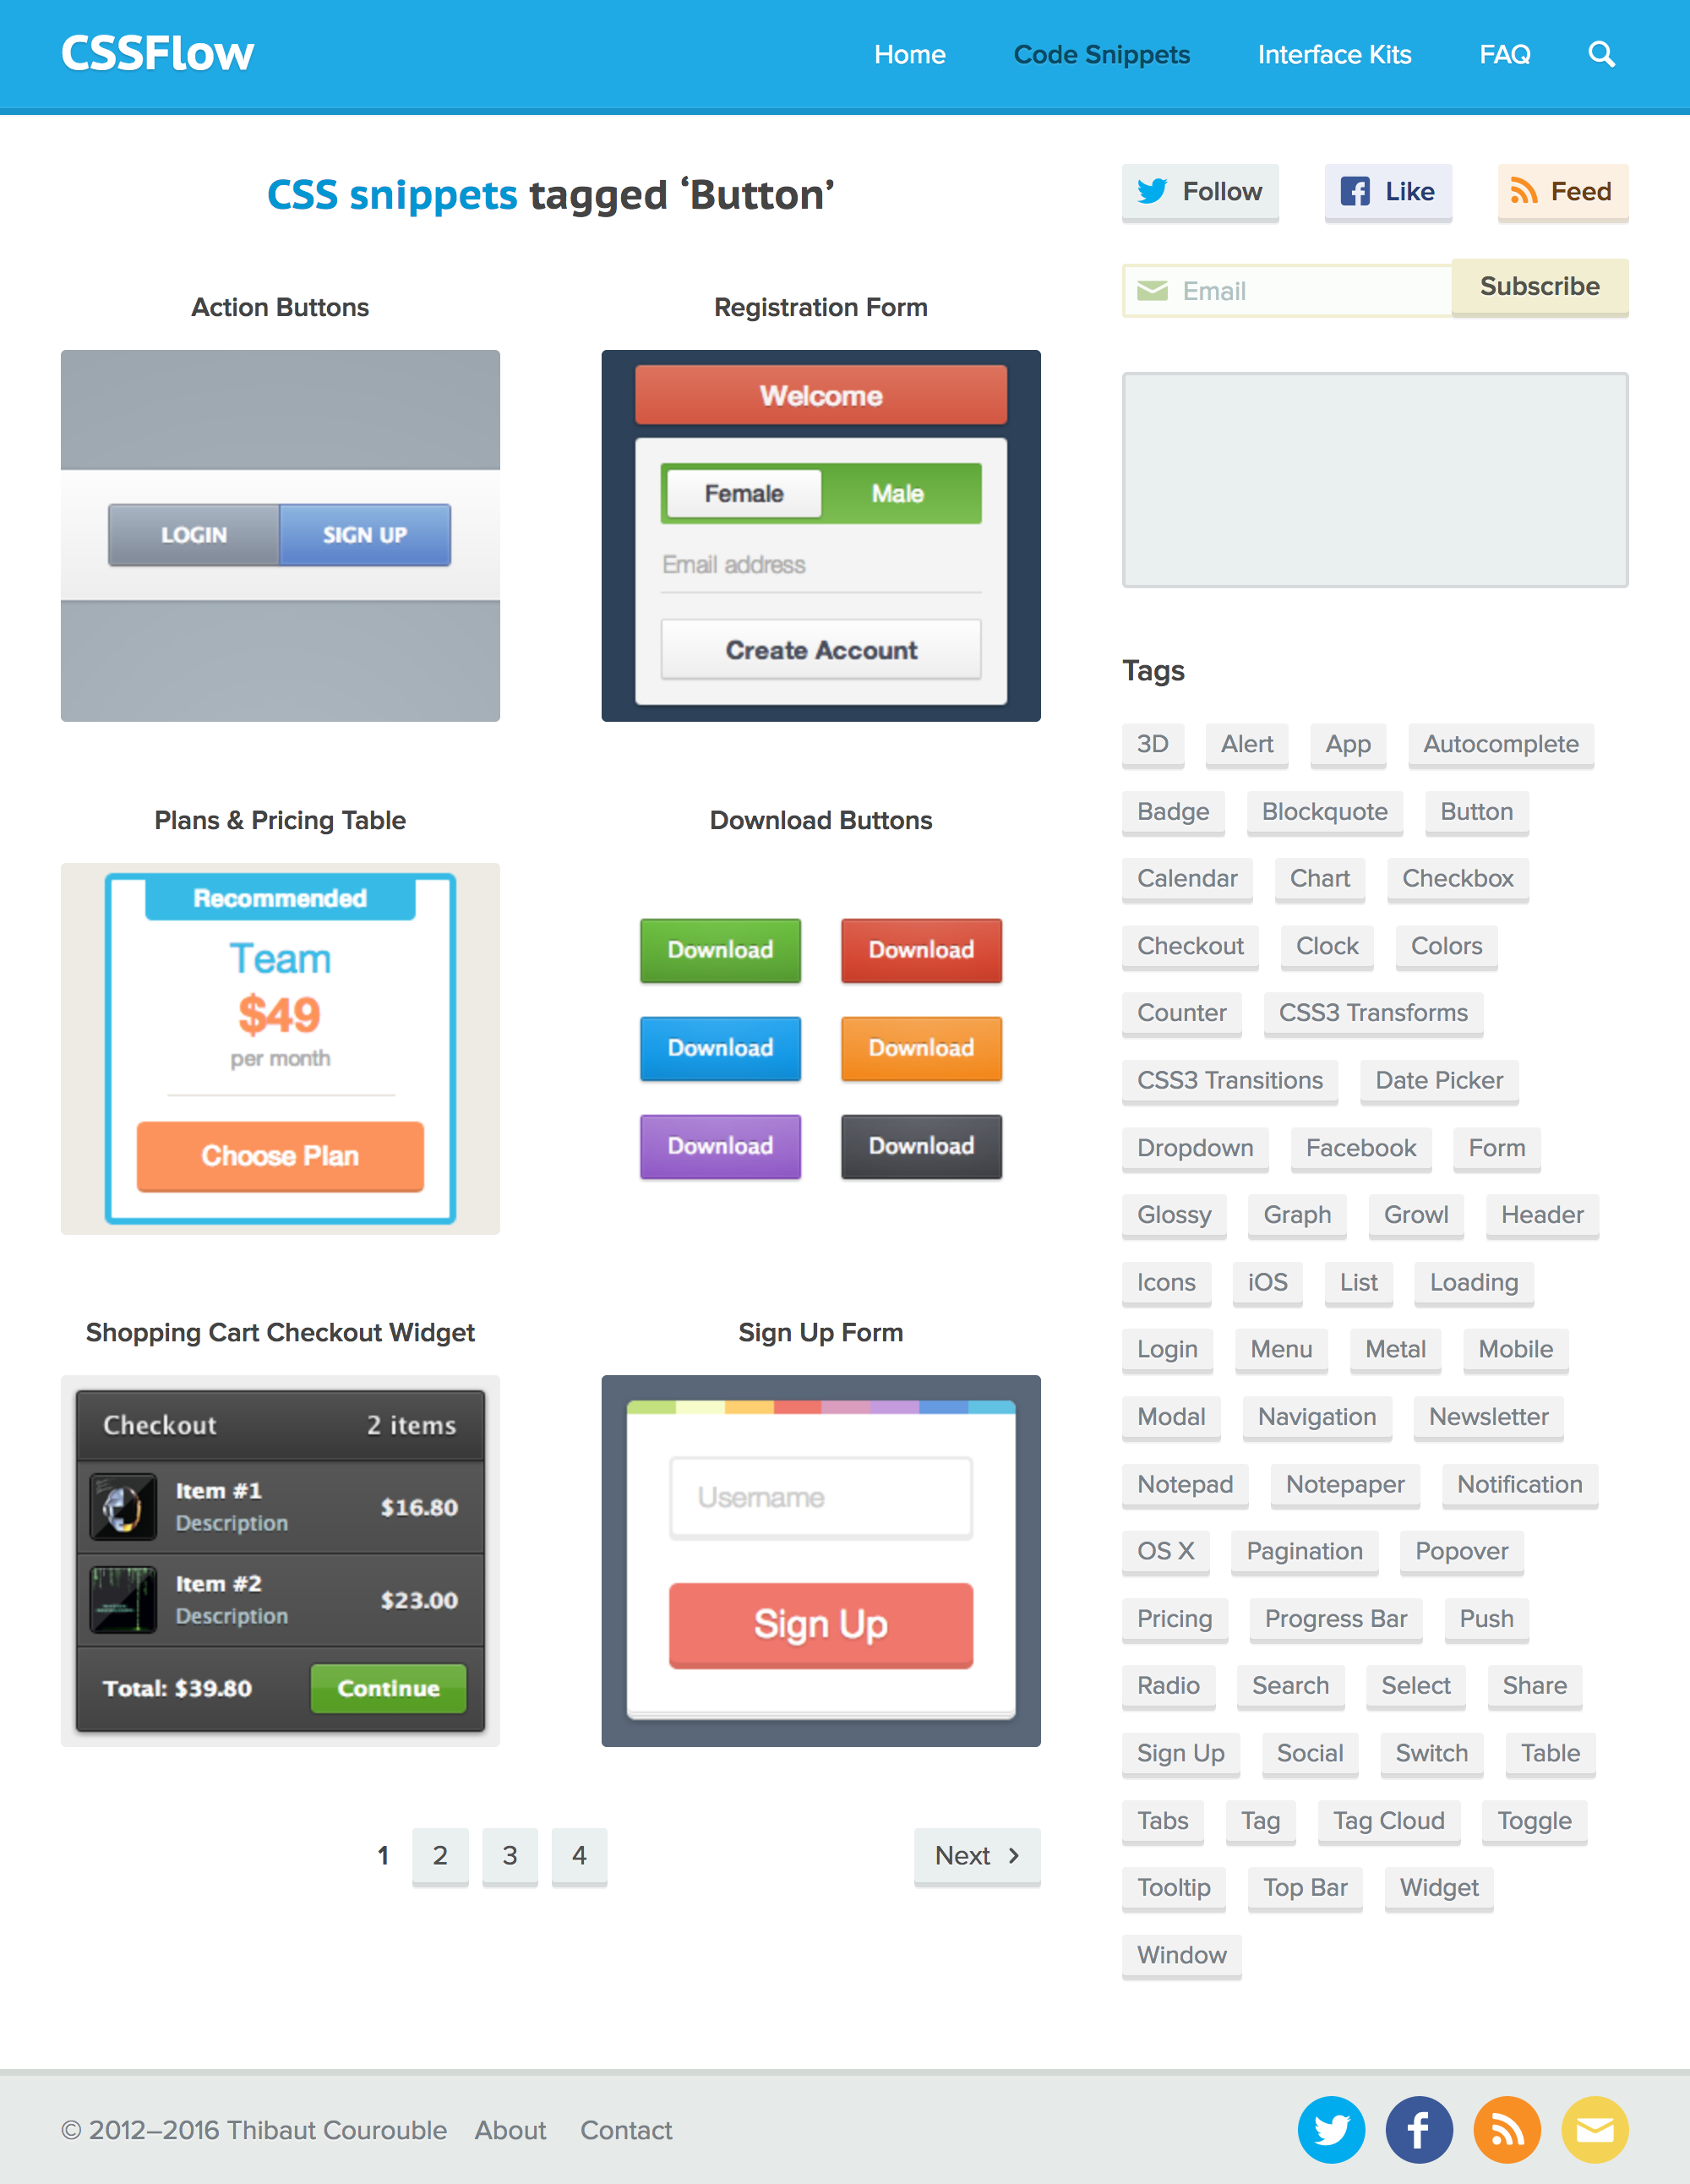 CSSFlow
Home Code Snippets Interface Kits FAQ
CSS snippets tagged ‘Button’
Action Buttons
LOGIN SIGN UP
Registration Form
Welcome
Female Male
Email address
Create Account
Plans & Pricing Table
Recommended
Team
$49
per month
Choose Plan
Download Buttons
Download Download
Download Download
Download Download
Shopping Cart Checkout Widget
Checkout 2 items
Item #1
Description
$16.80
Item #2
Description
$23.00
Total: $39.80 Continue
Sign Up Form
Username
Sign Up
1 2 3 4 Next
Follow Like Feed
Email Subscribe
Tags
3D Alert App Autocomplete
Badge Blockquote Button
Calendar Chart Checkbox
Checkout Clock Colors
Counter CSS3 Transforms
CSS3 Transitions Date Picker
Dropdown Facebook Form
Glossy Graph Growl Header
Icons iOS List Loading
Login Menu Metal Mobile
Modal Navigation Newsletter
Notepad Notepaper Notification
OS X Pagination Popover
Pricing Progress Bar Push
Radio Search Select Share
Sign Up Social Switch Table
Tabs Tag Tag Cloud Toggle
Tooltip Top Bar Widget
Window
© 2012–2016 Thibaut Courouble About Contact